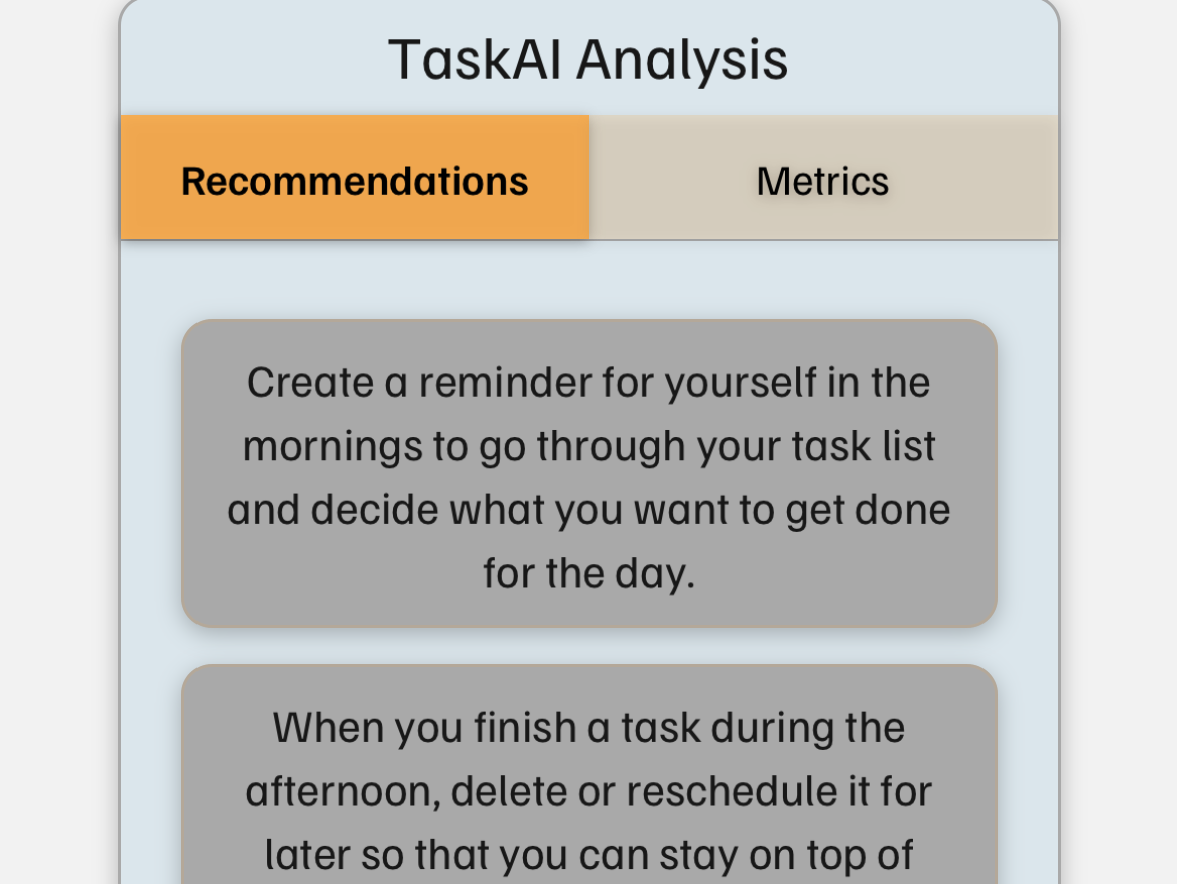 TaskAI Analysis
Recommendations
Metrics
Create a reminder for yourself in the
mornings to go through your task list
and decide what you want to get done
for the day.
When you finish a task during the
afternoon, delete or reschedule it for
later so that you can stay on top of